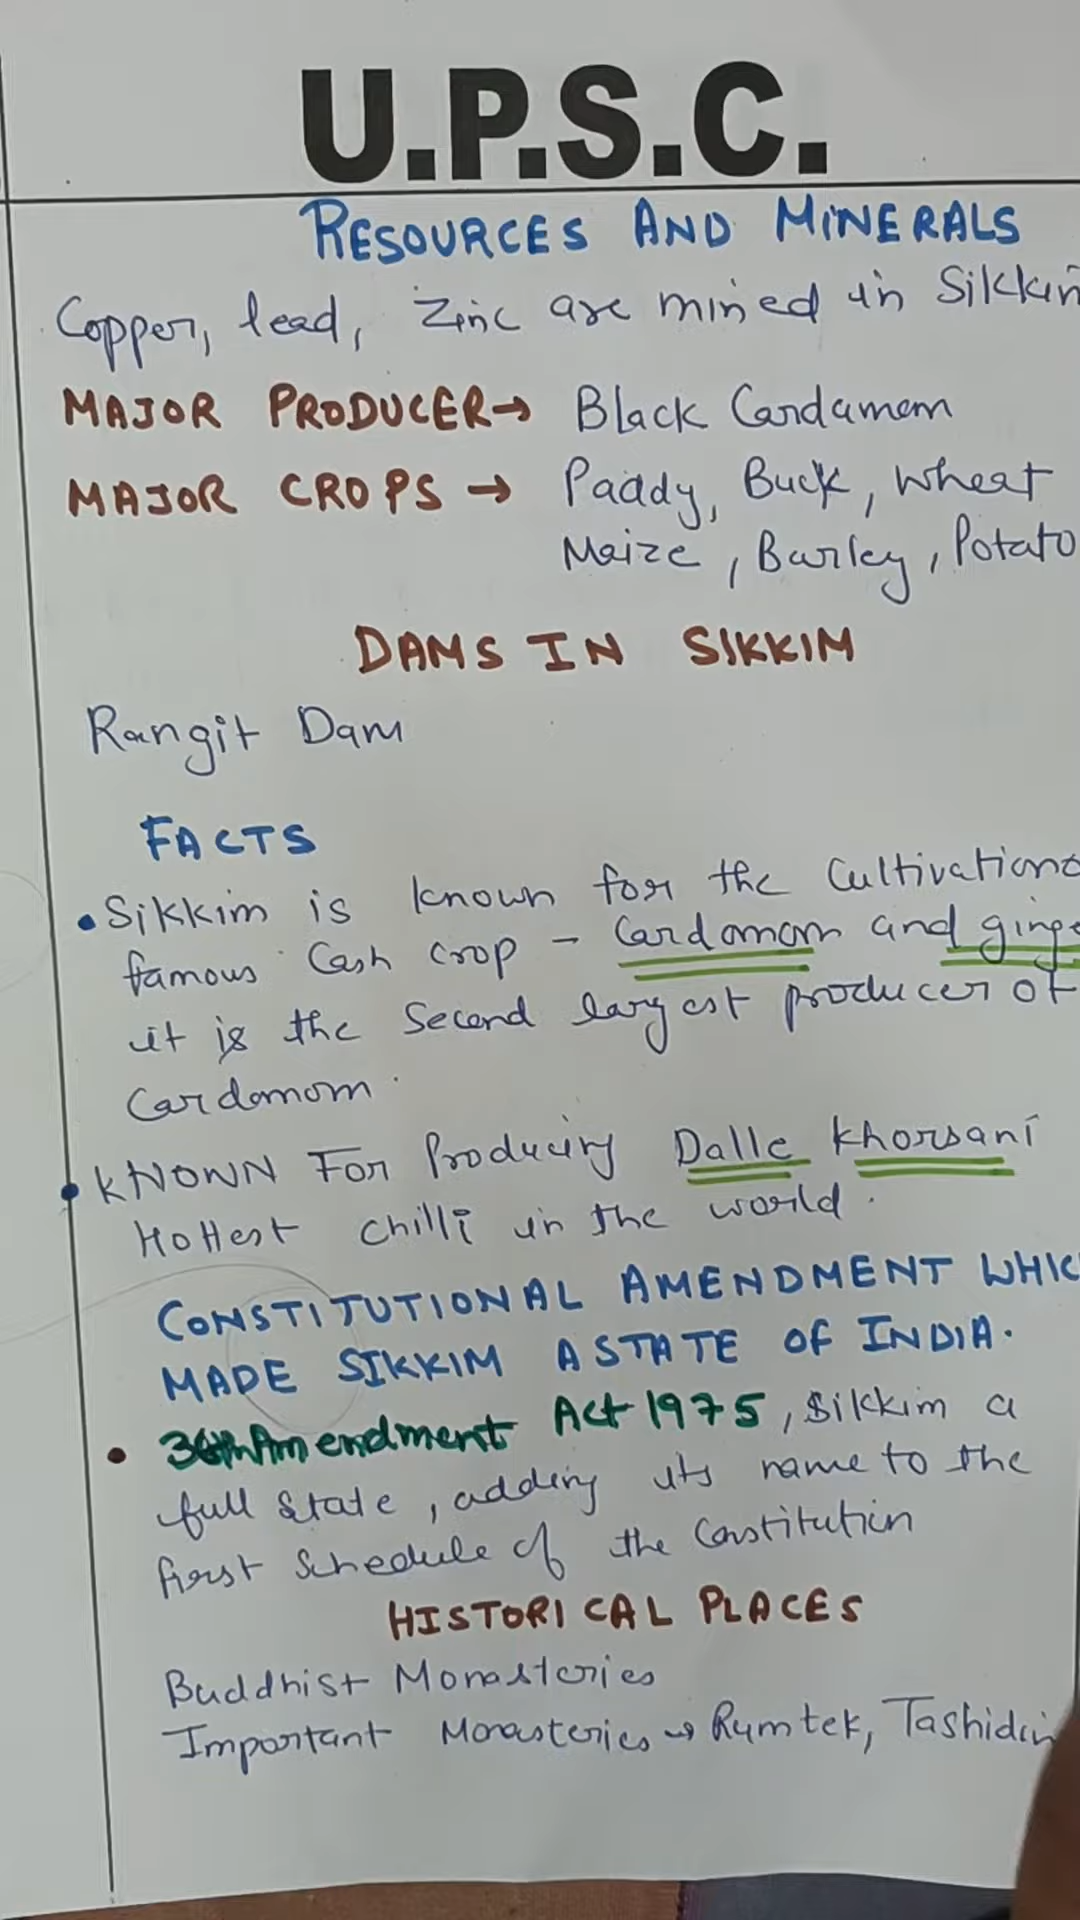 U.P.S.C.
RESOURCES AND MINERALS
Copper, lead, Zinc are mined in Sikkim
MAJOR PRODUCER → Black Cardamom
MAJOR CROPS → Paddy, Buck, Wheat
Maize, Barley, Potato
DAMS IN SIKKIM
Rangit Dam
FACTS
• Sikkim is known for the Cultivation
famous Cash crop - Cardamom and ginge
it is the Second largest producer of
Cardamom.
• KNOWN FOR Producing Dalle Khorsani
Hottest chilli in the world.
CONSTITUTIONAL AMENDMENT WHIC
MADE SIKKIM A STATE OF INDIA.
• 36th Amendment Act 1975, Sikkim a
full State, adding its name to the
first Schedule of the Constitution
HISTORICAL PLACES
Buddhist Monasteries
Important Monasteries → Rumtek, Tashidin